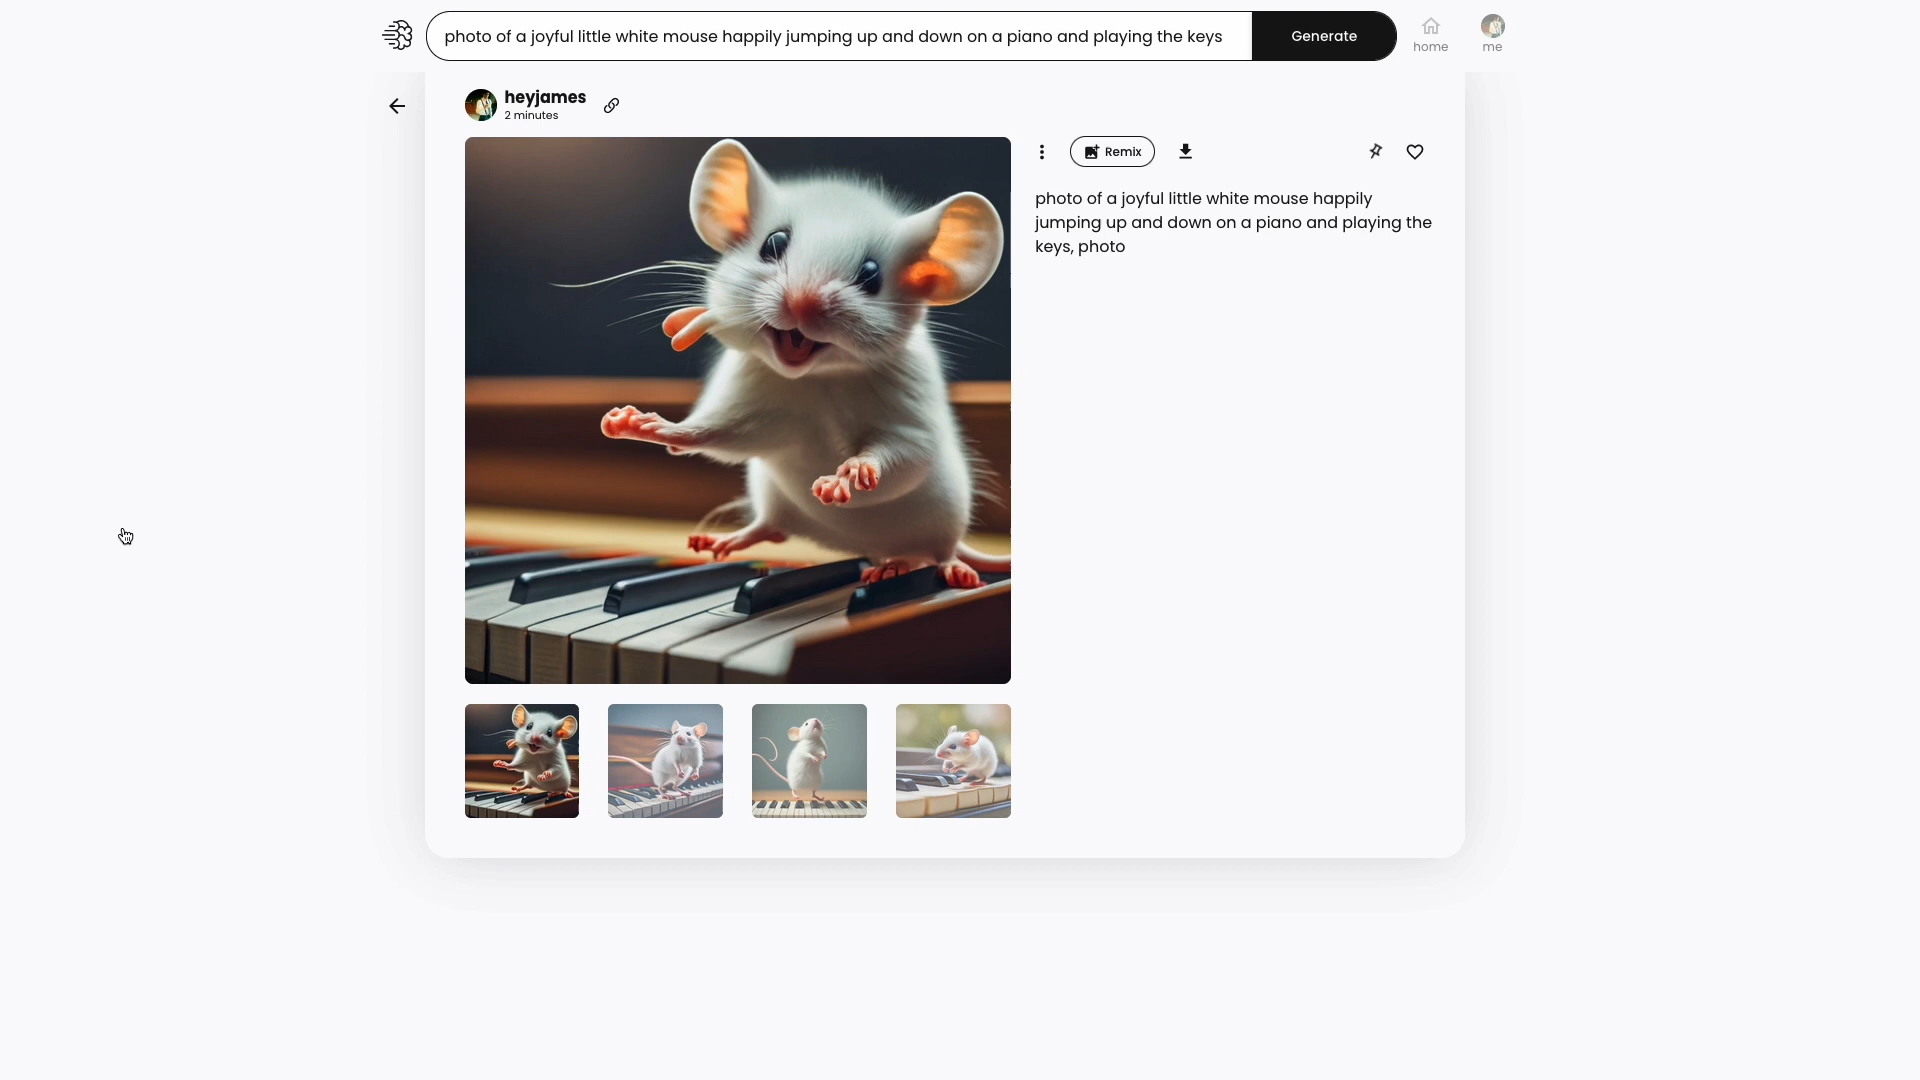 photo of a joyful little white mouse happily jumping up and down on a piano and playing the keys
Generate
home
me
heyjames
2 minutes
Remix
photo of a joyful little white mouse happily
jumping up and down on a piano and playing the
keys, photo